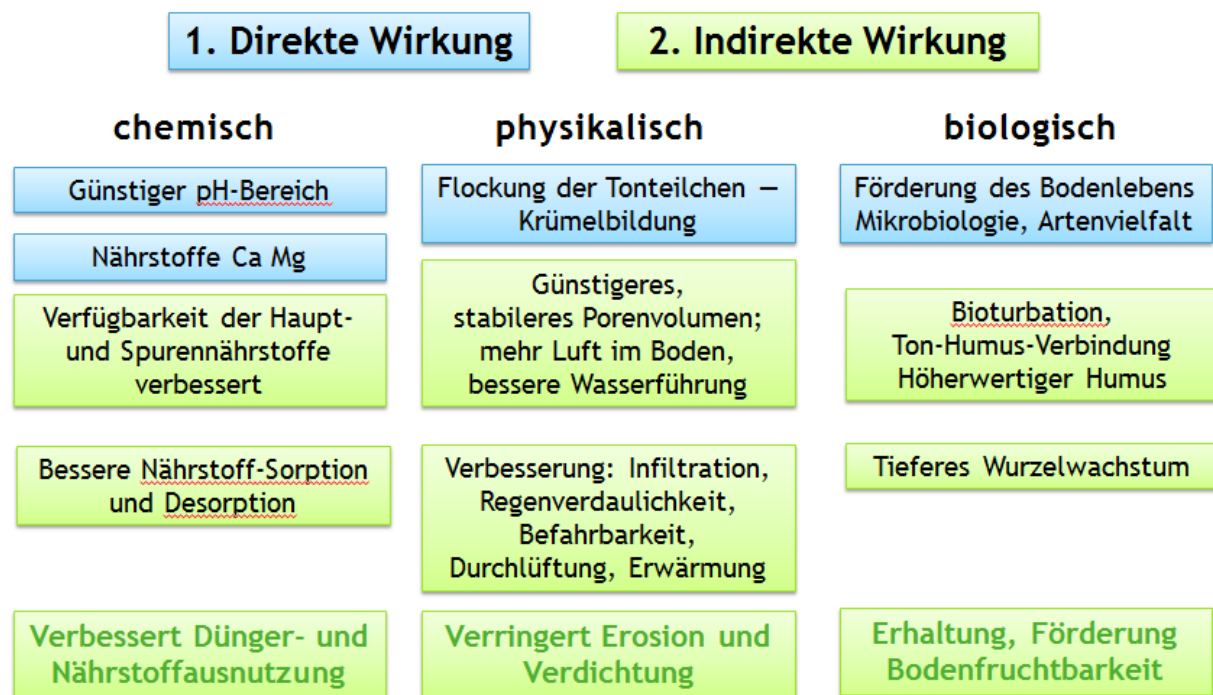 1. Direkte Wirkung
2. Indirekte Wirkung
chemisch
physikalisch
biologisch
Günstiger pH-Bereich
Nährstoffe Ca Mg
Verfügbarkeit der Haupt-
und Spurennährstoffe
verbessert
Bessere Nährstoff-Sorption
und Desorption
Verbessert Dünger- und
Nährstoffausnutzung
Flockung der Tonteilchen —
Krümelbildung
Günstigeres,
stabileres Porenvolumen;
mehr Luft im Boden,
bessere Wasserführung
Verbesserung: Infiltration,
Regenverdaulichkeit,
Befahrbarkeit,
Durchlüftung, Erwärmung
Verringert Erosion und
Verdichtung
Förderung des Bodenlebens
Mikrobiologie, Artenvielfalt
Bioturbation,
Ton-Humus-Verbindung
Höherwertiger Humus
Tieferes Wurzelwachstum
Erhaltung, Förderung
Bodenfruchtbarkeit